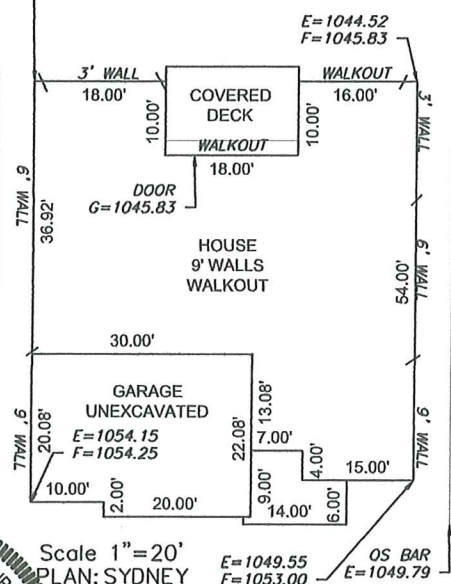 E=1044.52
F=1045.83
3' WALL
18.00'
COVERED
DECK
WALKOUT
16.00'
10.00'
10.00'
3' WALL
WALKOUT
18.00'
DOOR
G=1045.83
6' WALL
36.92'
HOUSE
9' WALLS
WALKOUT
6' WALL
54.00'
30.00'
GARAGE
UNEXCAVATED
9' WALL
20.08'
E=1054.15
F=1054.25
22.08'
13.08'
7.00'
4.00'
15.00'
9' WALL
10.00'
2.00'
20.00'
9.00'
14.00'
6.00'
Scale 1"=20'
PLAN: SYDNEY
E=1049.55
F=1053.00
OS BAR
E=1049.79